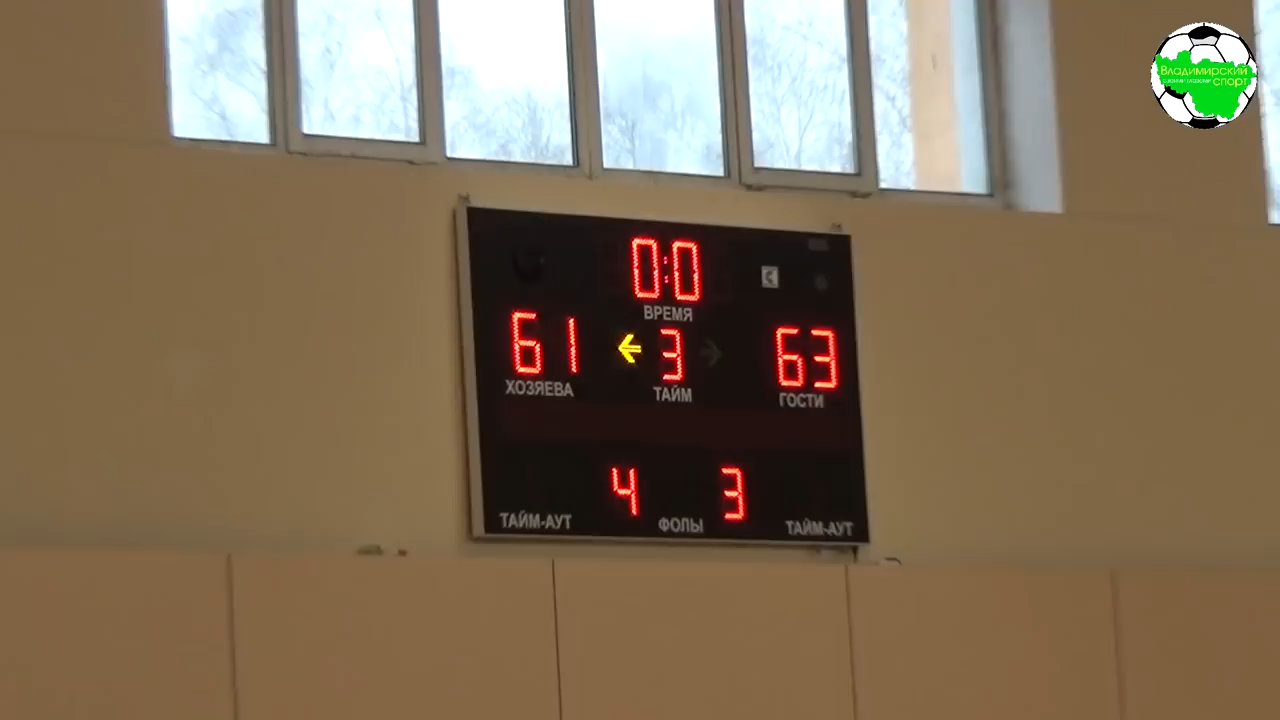 Владимирский
спорт
0:0
ВРЕМЯ
61 3 63
ХОЗЯЕВА ТАЙМ ГОСТИ
4 3
ТАЙМ-АУТ ФОЛЫ ТАЙМ-АУТ